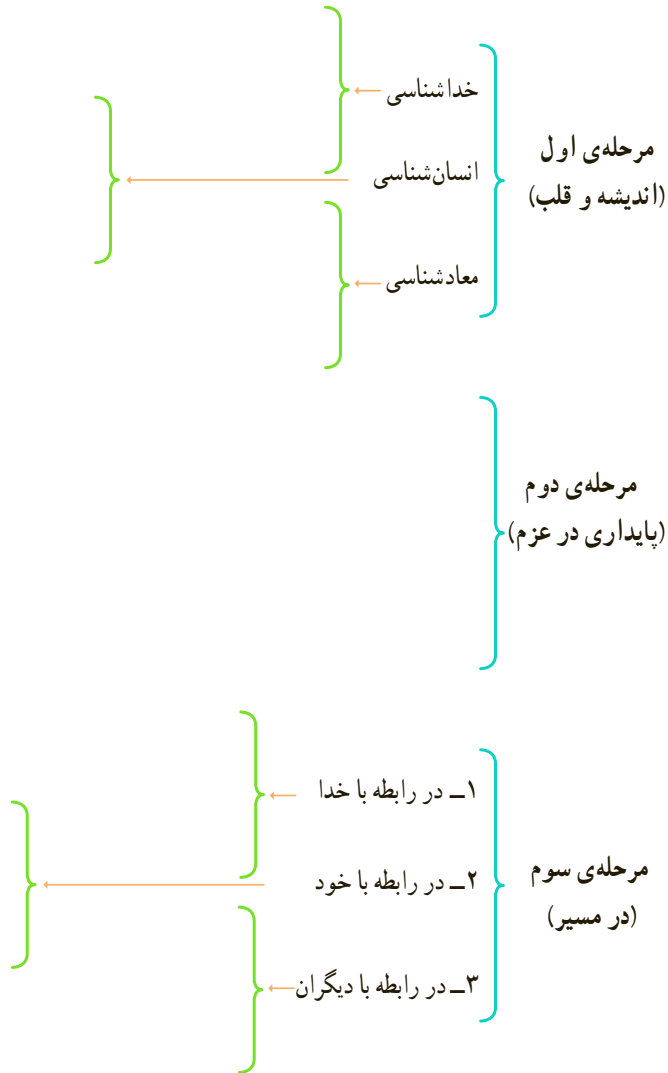 مرحله‌ی اول
(اندیشه و قلب)
خداشناسی
انسان‌شناسی
معادشناسی
مرحله‌ی دوم
(پایداری در عزم)
مرحله‌ی سوم
(در مسیر)
۱ــ در رابطه با خدا
۲ــ در رابطه با خود
۳ــ در رابطه با دیگران